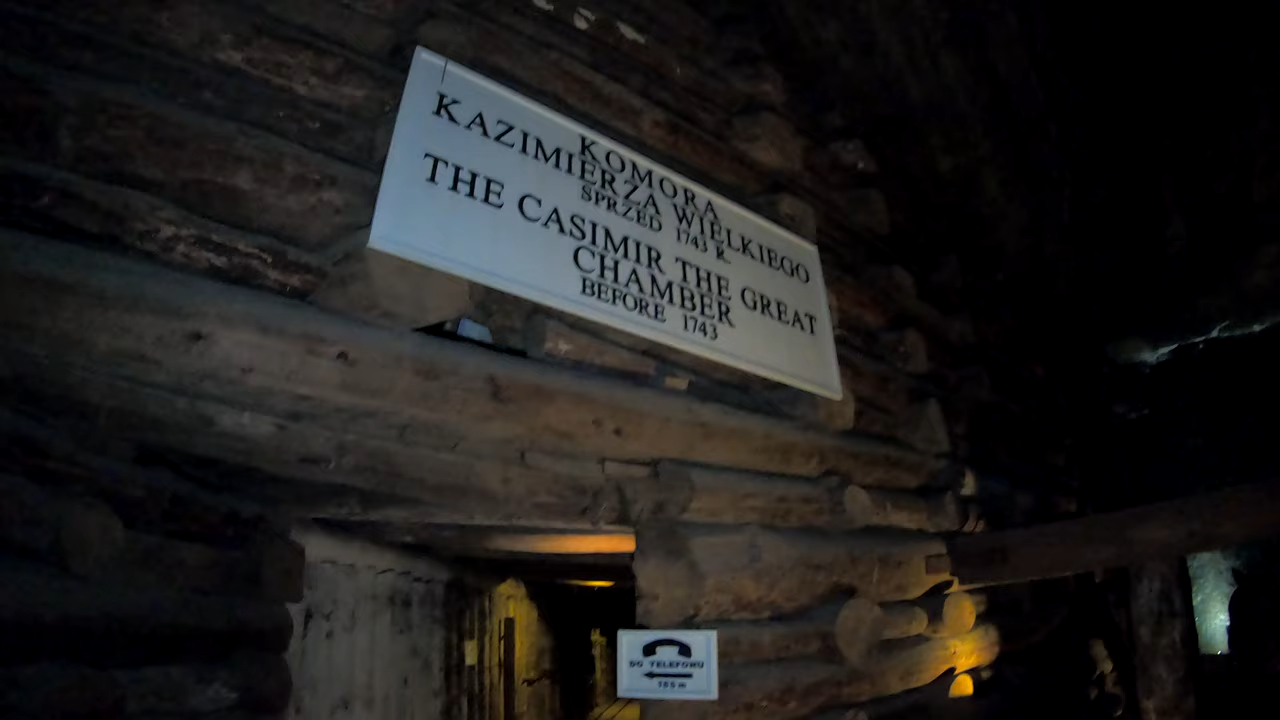 KOMORA
KAZIMIERZA WIELKIEGO
SPRZED 1743 R.
THE CASIMIR THE GREAT
CHAMBER
BEFORE 1743
DO TELEFONU
155 m